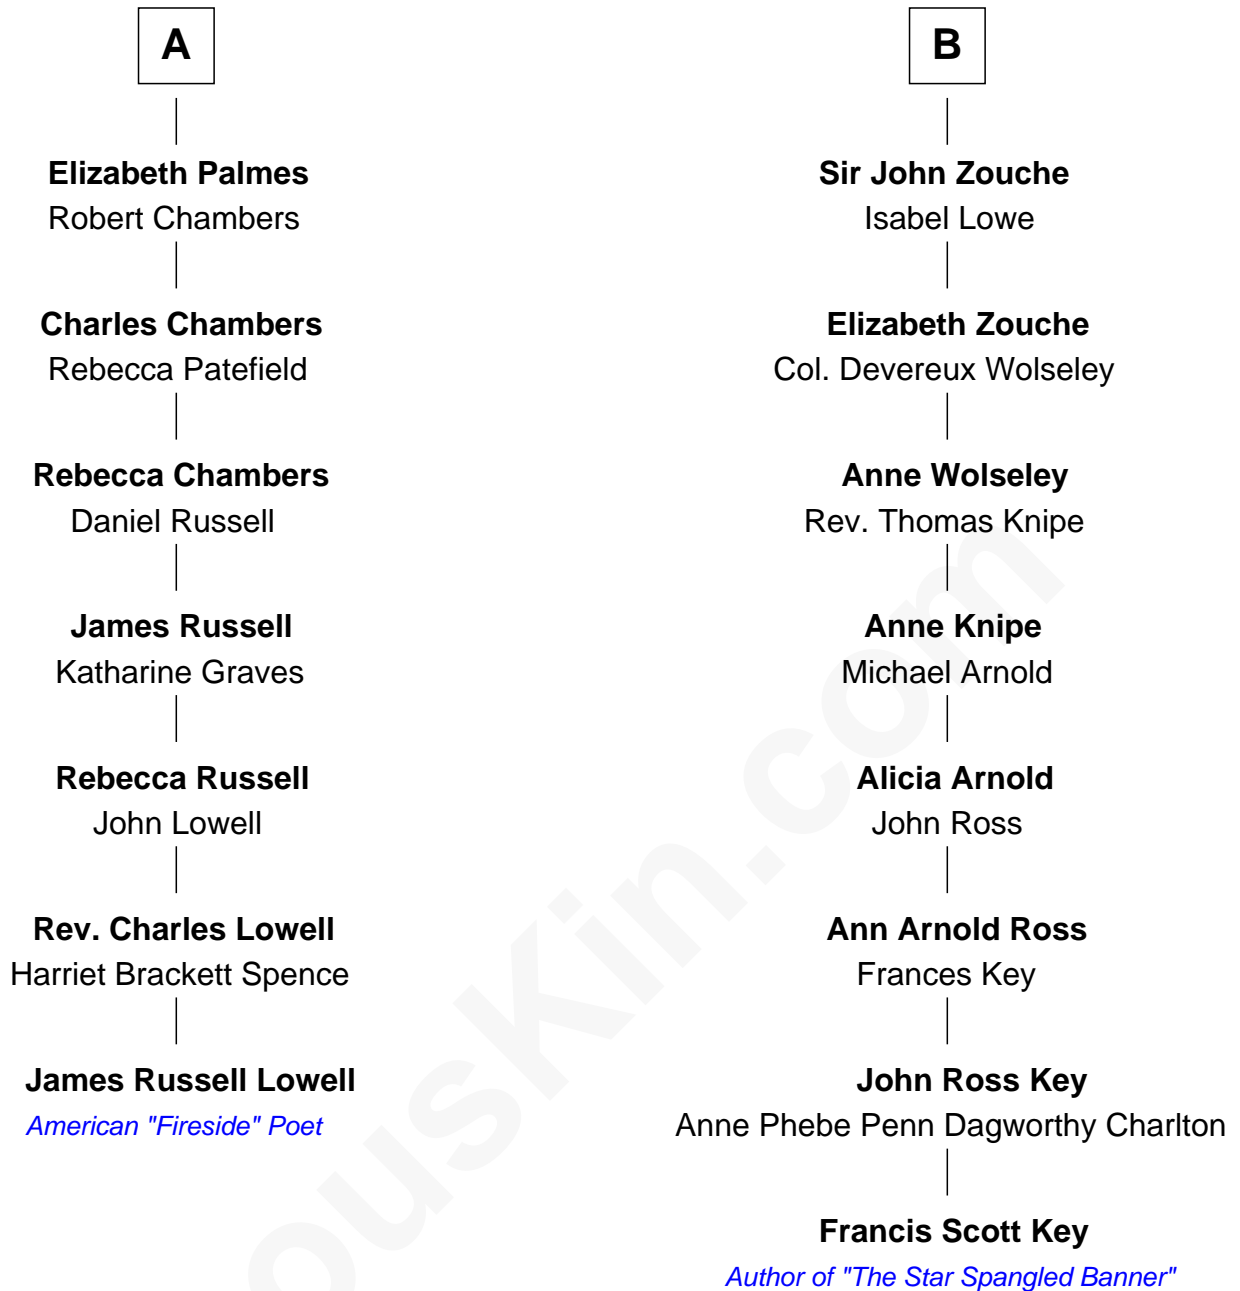 A
Elizabeth Palmes
Robert Chambers
Charles Chambers
Rebecca Patefield
Rebecca Chambers
Daniel Russell
James Russell
Katharine Graves
Rebecca Russell
John Lowell
Rev. Charles Lowell
Harriet Brackett Spence
James Russell Lowell
American "Fireside" Poet
B
Sir John Zouche
Isabel Lowe
Elizabeth Zouche
Col. Devereux Wolseley
Anne Wolseley
Rev. Thomas Knipe
Anne Knipe
Michael Arnold
Alicia Arnold
John Ross
Ann Arnold Ross
Frances Key
John Ross Key
Anne Phebe Penn Dagworthy Charlton
Francis Scott Key
Author of "The Star Spangled Banner"
ousKin.com